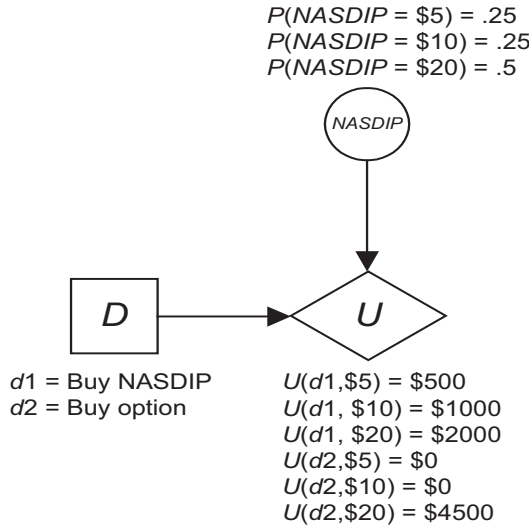 P(NASDIP = $5) = .25
P(NASDIP = $10) = .25
P(NASDIP = $20) = .5
NASDIP
D
U
d1 = Buy NASDIP
d2 = Buy option
U(d1,$5) = $500
U(d1, $10) = $1000
U(d1, $20) = $2000
U(d2,$5) = $0
U(d2,$10) = $0
U(d2,$20) = $4500